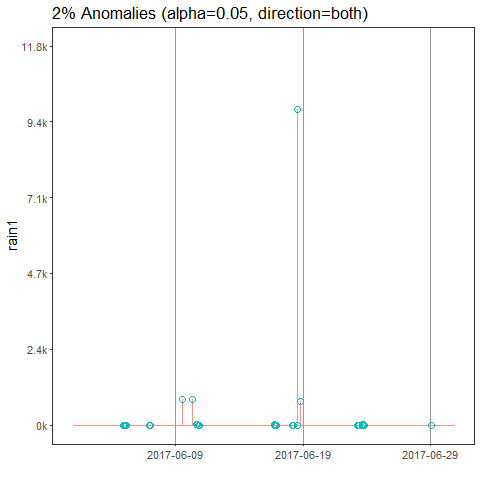 2% Anomalies (alpha=0.05, direction=both)
11.8k
9.4k
7.1k
4.7k
2.4k
0k
rain1
2017-06-09 2017-06-19 2017-06-29